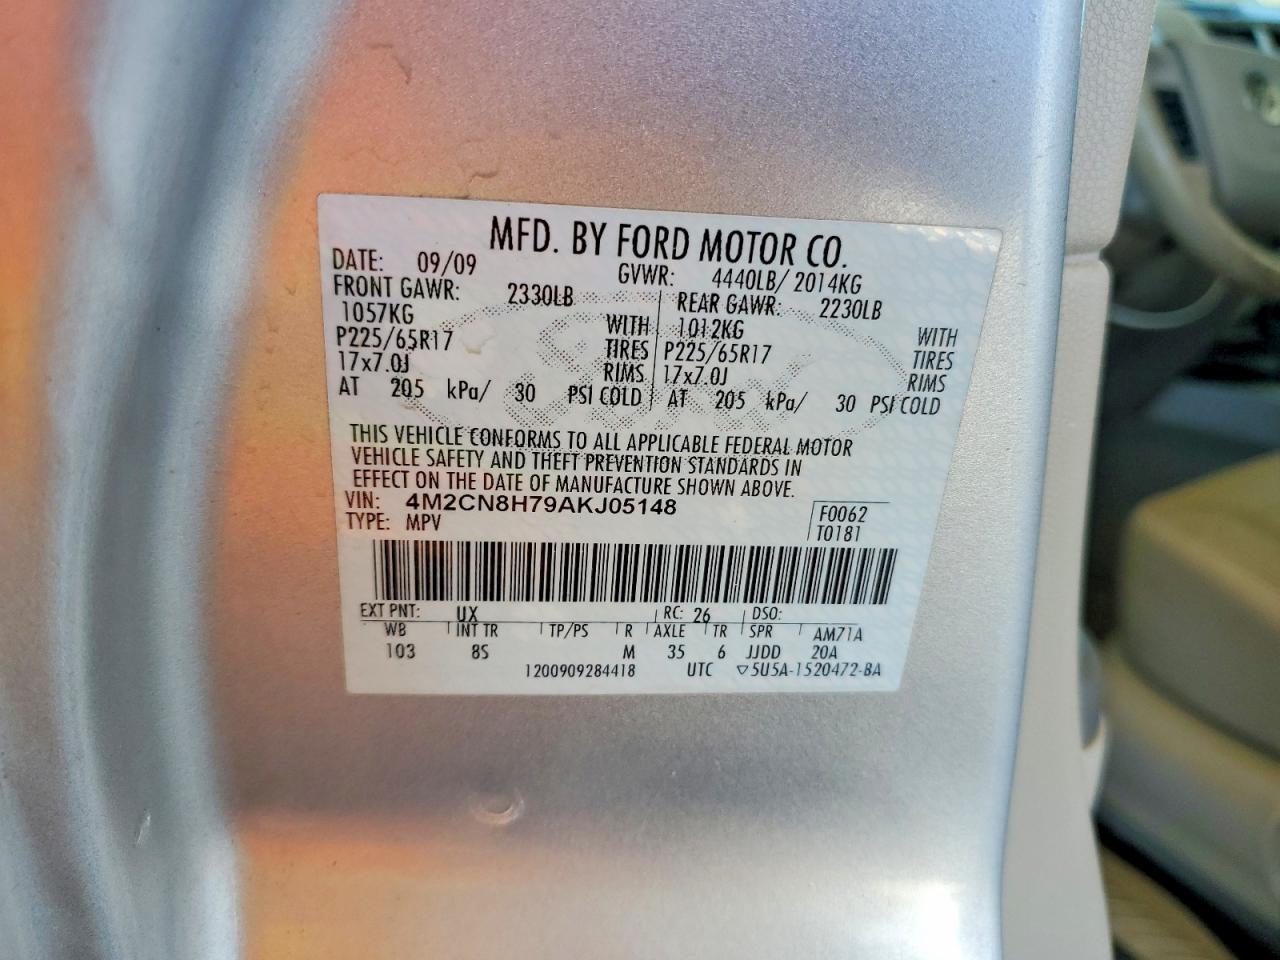 MFD. BY FORD MOTOR CO.
DATE: 09/09 GVWR: 4440LB/ 2014KG
FRONT GAWR: 2330LB REAR GAWR: 2230LB
1057KG WITH 1012KG WITH
P225/65R17 TIRES P225/65R17 TIRES
17x7.0J RIMS 17x7.0J RIMS
AT 205 kPa/ 30 PSI COLD AT 205 kPa/ 30 PSI COLD
THIS VEHICLE CONFORMS TO ALL APPLICABLE FEDERAL MOTOR
VEHICLE SAFETY AND THEFT PREVENTION STANDARDS IN
EFFECT ON THE DATE OF MANUFACTURE SHOWN ABOVE.
VIN: 4M2CN8H79AKJ05148 F0062
TYPE: MPV T0181
EXT PNT: UX RC: 26 DSO:
WB INT TR TP/PS R AXLE TR SPR AM71A
103 8S M 35 6 JJDD 20A
1200909284418 UTC ▽5U5A-1520472-BA